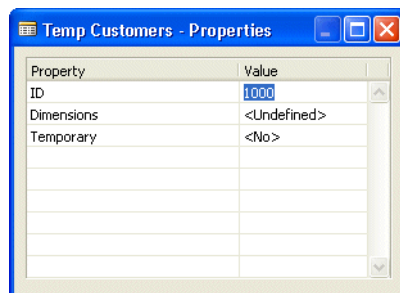 Temp Customers - Properties
Property Value
ID 1000
Dimensions <Undefined>
Temporary <No>